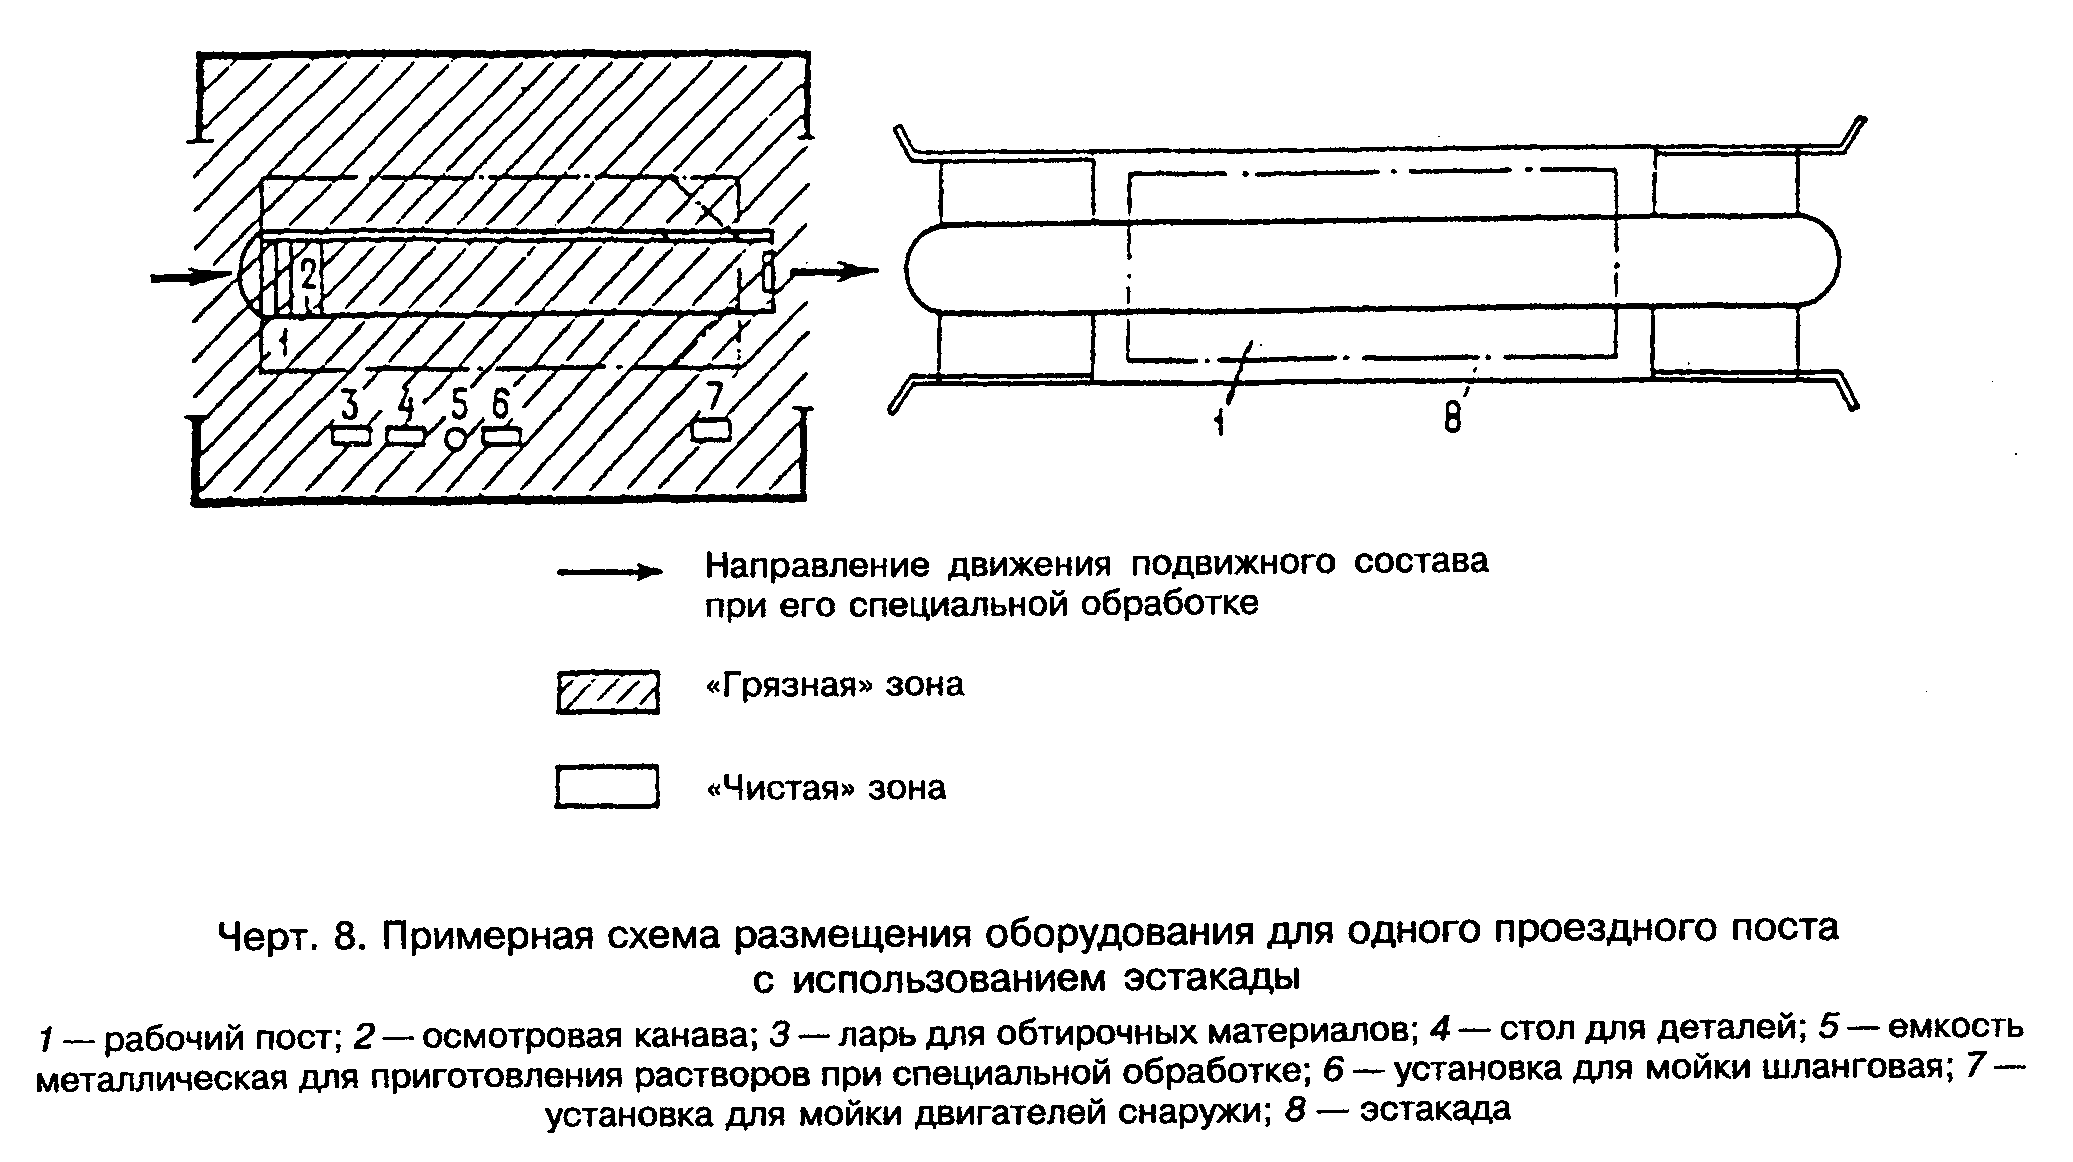 2
1
3 4 5 6 7
1 8
Направление движения подвижного состава
при его специальной обработке
«Грязная» зона
«Чистая» зона
Черт. 8. Примерная схема размещения оборудования для одного проездного поста
с использованием эстакады
1 — рабочий пост; 2 — осмотровая канава; 3 — ларь для обтирочных материалов; 4 — стол для деталей; 5 — емкость
металлическая для приготовления растворов при специальной обработке; 6 — установка для мойки шланговая; 7 —
установка для мойки двигателей снаружи; 8 — эстакада